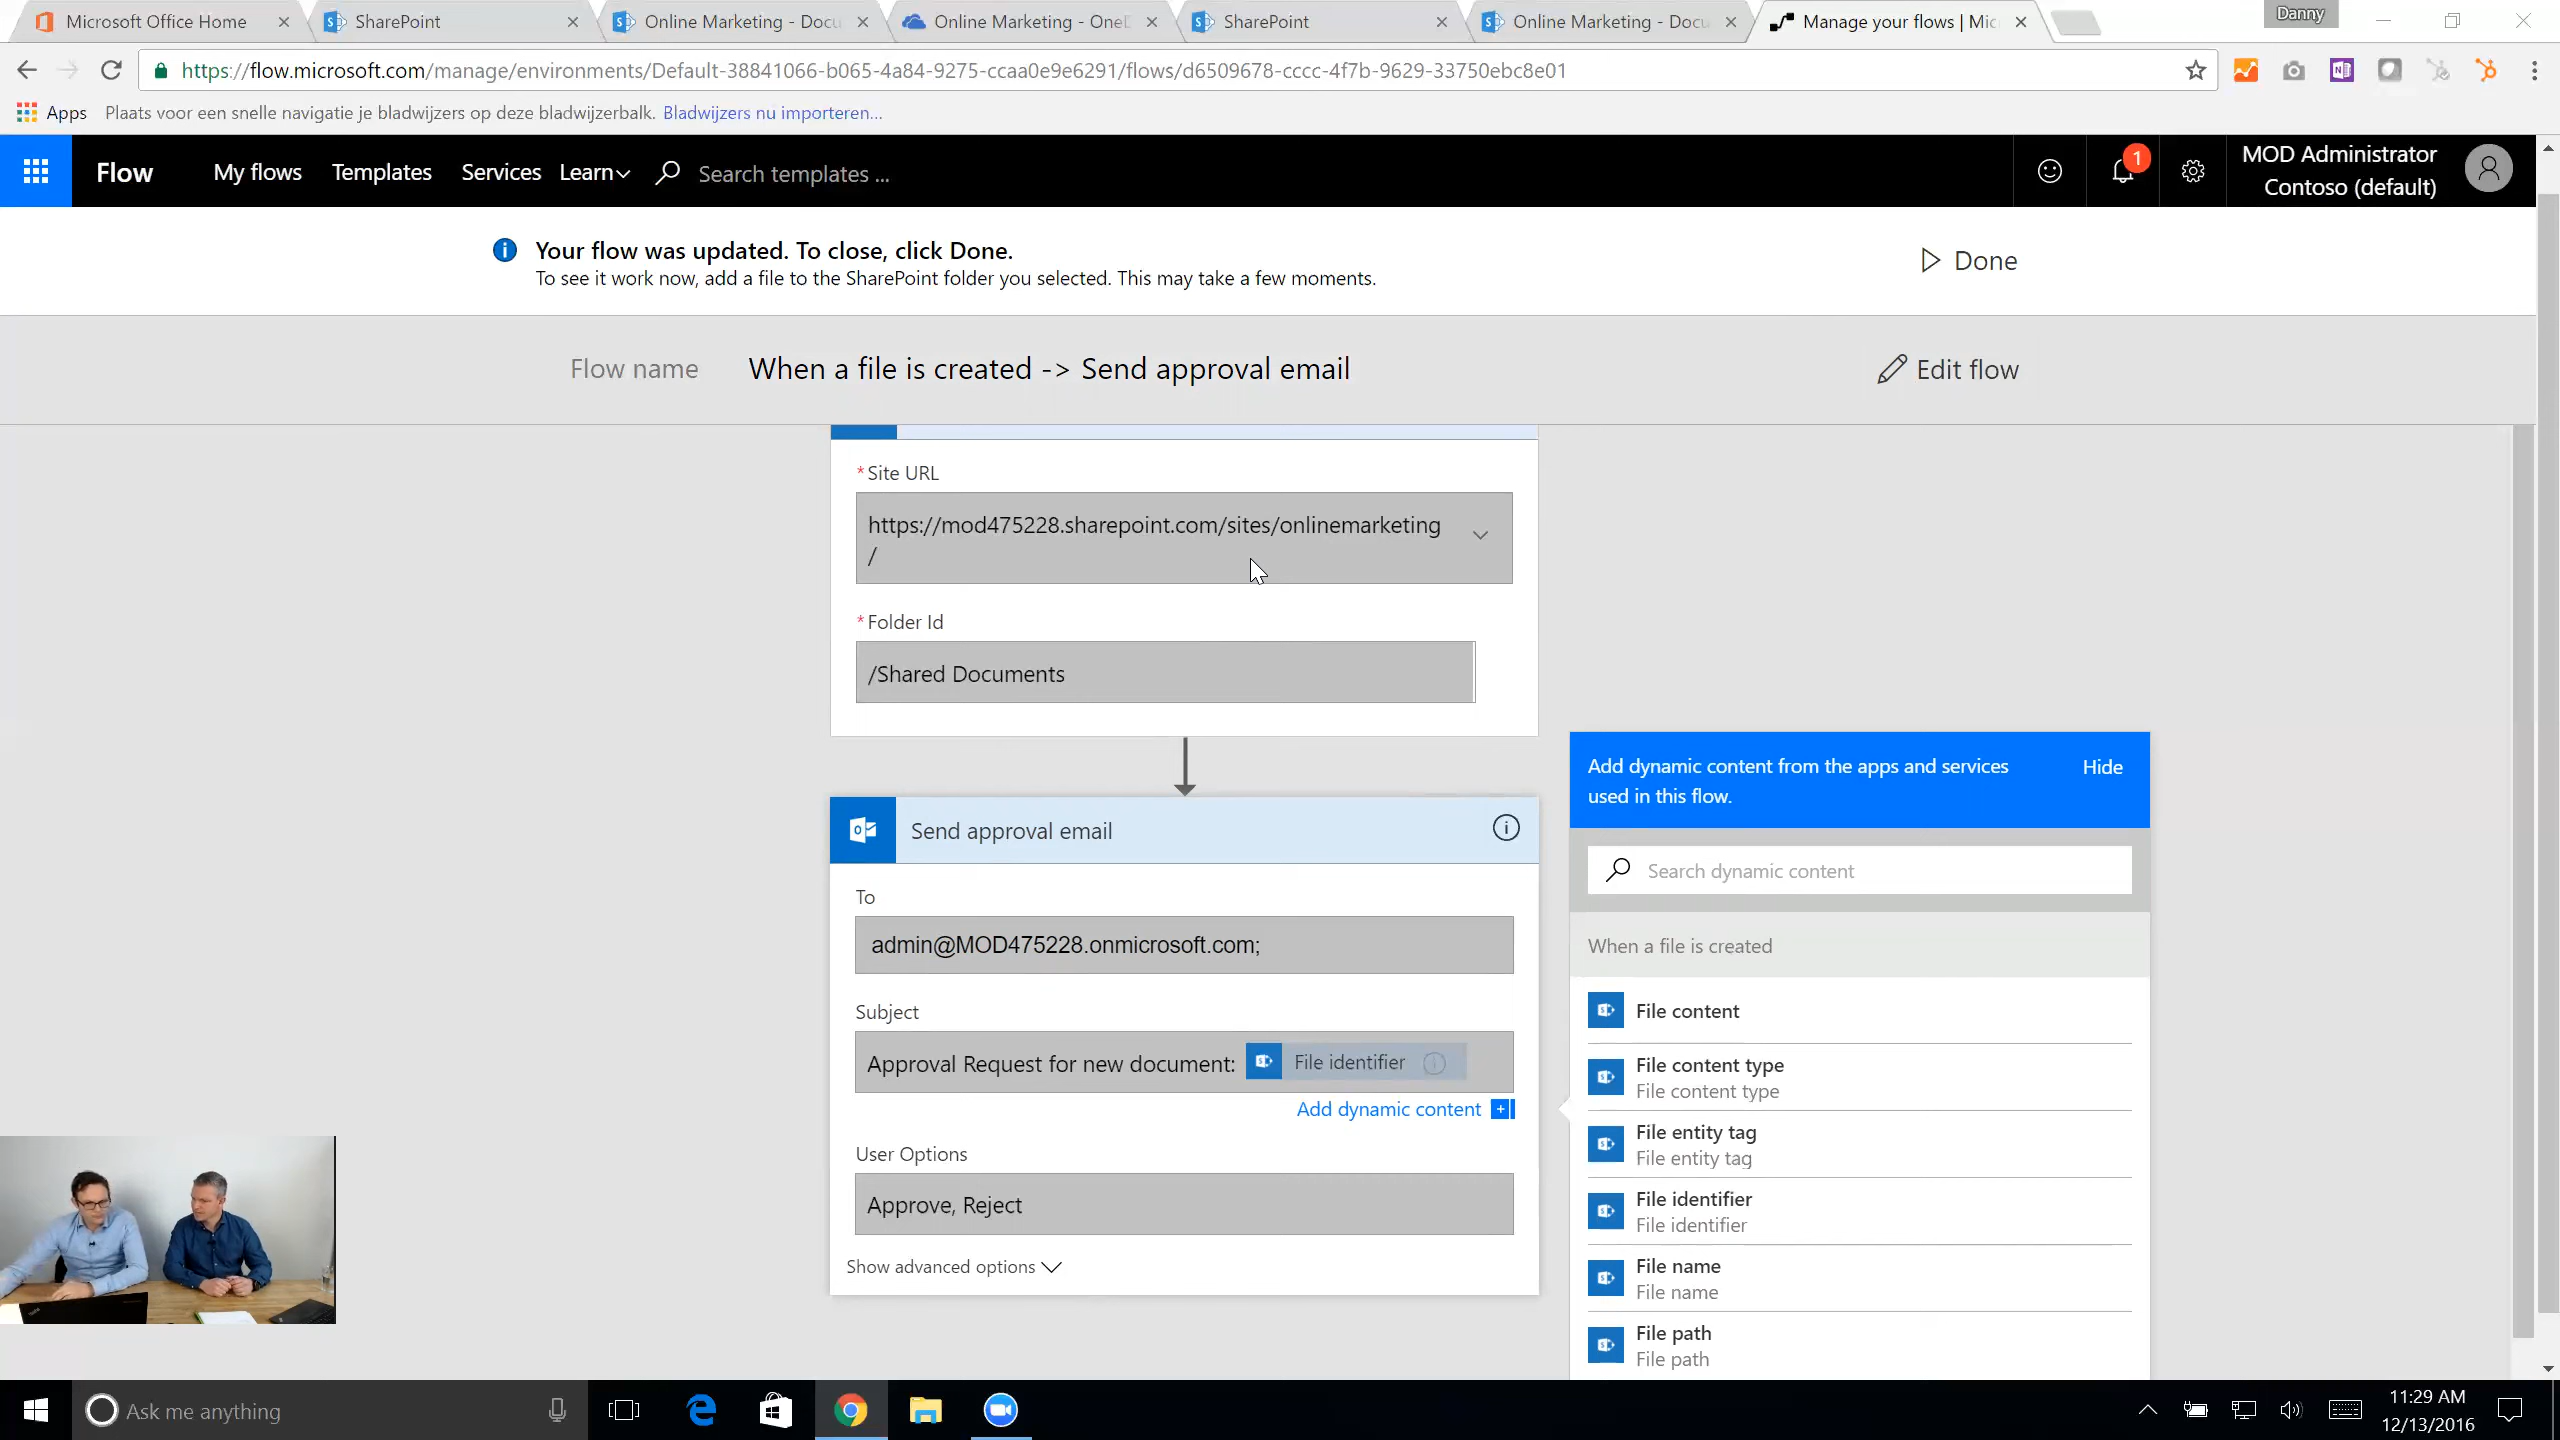 Microsoft Office Home
SharePoint
Online Marketing - Docu
Online Marketing - OneD
SharePoint
Online Marketing - Docu
Manage your flows | Mic
Danny
https://flow.microsoft.com/manage/environments/Default-38841066-b065-4a84-9275-ccaa0e9e6291/flows/d6509678-cccc-4f7b-9629-33750ebc8e01
Apps Plaats voor een snelle navigatie je bladwijzers op deze bladwijzerbalk. Bladwijzers nu importeren...
Flow
My flows
Templates
Services
Learn
Search templates ...
1
MOD Administrator
Contoso (default)
Your flow was updated. To close, click Done.
To see it work now, add a file to the SharePoint folder you selected. This may take a few moments.
Done
Flow name
When a file is created -> Send approval email
Edit flow
* Site URL
https://mod475228.sharepoint.com/sites/onlinemarketing
/
* Folder Id
/Shared Documents
Send approval email
To
admin@MOD475228.onmicrosoft.com;
Subject
Approval Request for new document: File identifier
Add dynamic content
User Options
Approve, Reject
Show advanced options
Add dynamic content from the apps and services
used in this flow.
Hide
Search dynamic content
When a file is created
File content
File content type
File content type
File entity tag
File entity tag
File identifier
File identifier
File name
File name
File path
File path
Ask me anything
11:29 AM
12/13/2016